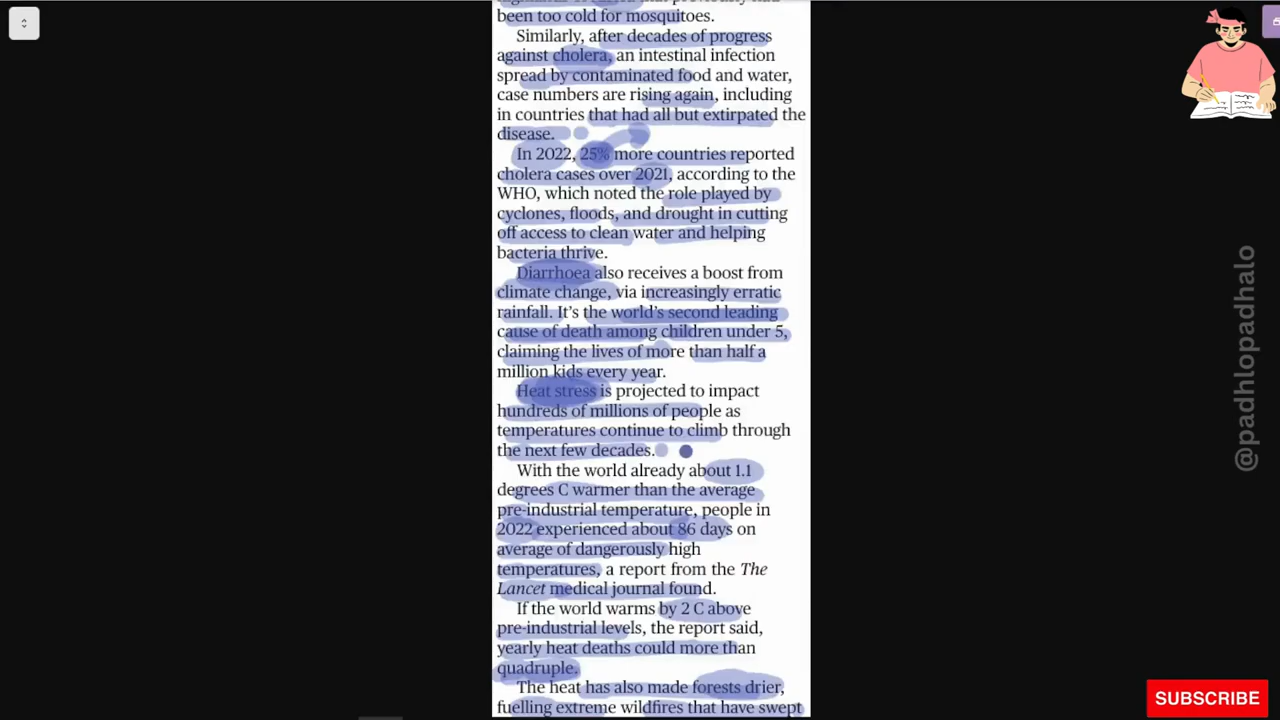 been too cold for mosquitoes.
Similarly, after decades of progress
against cholera, an intestinal infection
spread by contaminated food and water,
case numbers are rising again, including
in countries that had all but extirpated the
disease.
In 2022, 25% more countries reported
cholera cases over 2021, according to the
WHO, which noted the role played by
cyclones, floods, and drought in cutting
off access to clean water and helping
bacteria thrive.
Diarrhoea also receives a boost from
climate change, via increasingly erratic
rainfall. It’s the world’s second leading
cause of death among children under 5,
claiming the lives of more than half a
million kids every year.
Heat stress is projected to impact
hundreds of millions of people as
temperatures continue to climb through
the next few decades.
With the world already about 1.1
degrees C warmer than the average
pre-industrial temperature, people in
2022 experienced about 86 days on
average of dangerously high
temperatures, a report from the The
Lancet medical journal found.
If the world warms by 2 C above
pre-industrial levels, the report said,
yearly heat deaths could more than
quadruple.
The heat has also made forests drier,
fuelling extreme wildfires that have swept
@padhlopadhalo
SUBSCRIBE